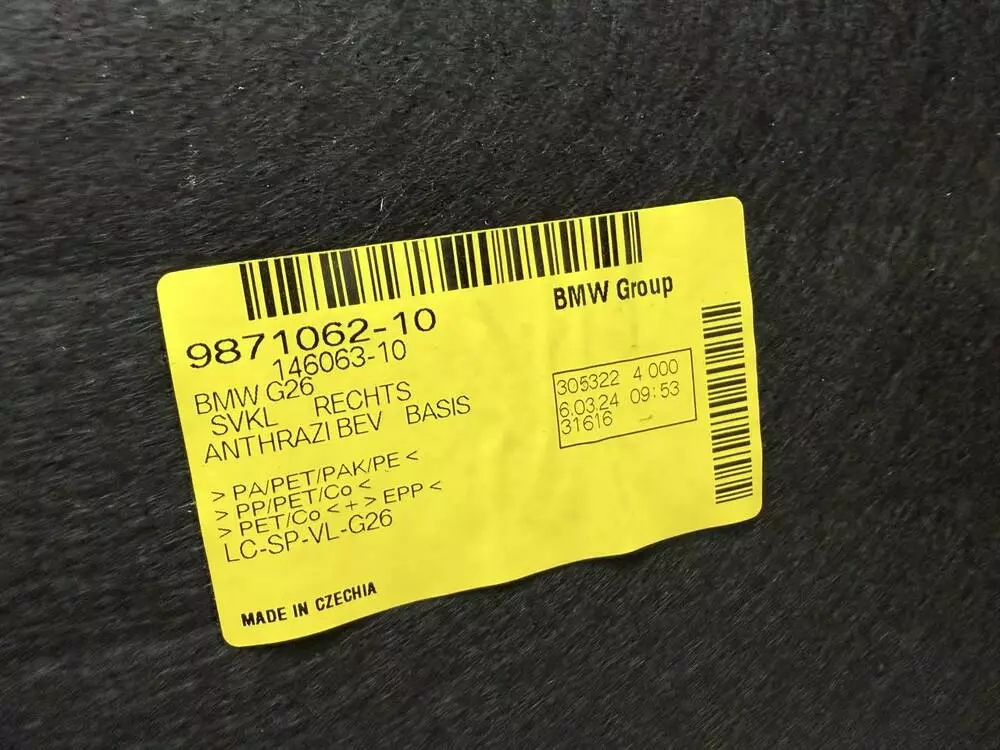 BMW Group
9871062-10
146063-10
BMW G26
SVKL RECHTS
ANTHRAZI BEV BASIS
305322 4 000
6.03.24 09:53
31616
> PA/PET/PAK/PE <
> PP/PET/Co <
> PET/Co < + > EPP <
LC-SP-VL-G26
MADE IN CZECHIA